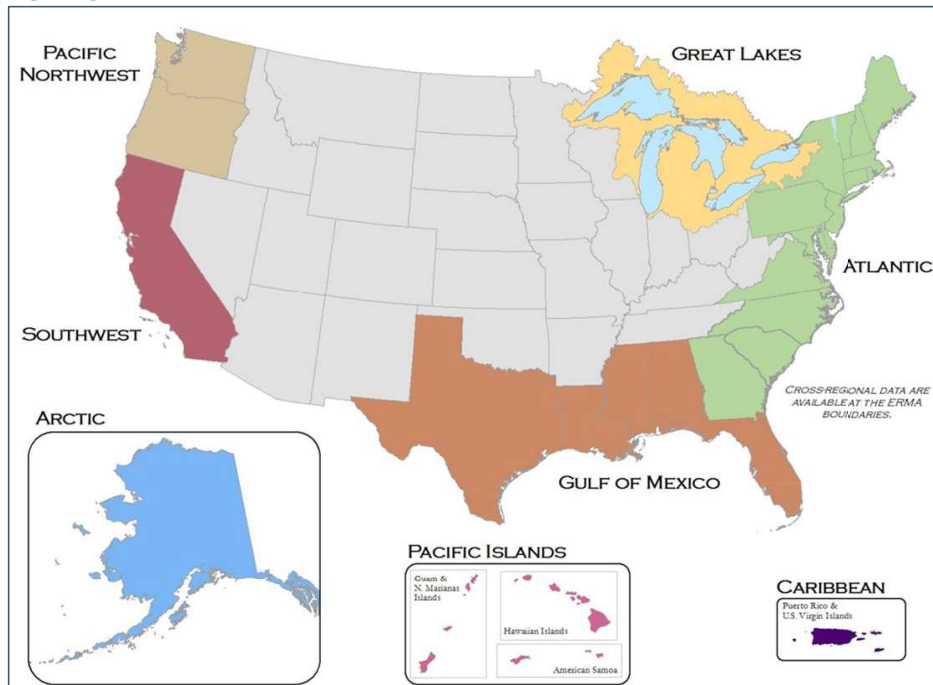 PACIFIC
NORTHWEST
GREAT LAKES
ATLANTIC
SOUTHWEST
CROSS-REGIONAL DATA ARE
AVAILABLE AT THE ERMA
BOUNDARIES.
ARCTIC
GULF OF MEXICO
PACIFIC ISLANDS
Guam &
N. Marianas
Islands
Hawaiian Islands
American Samoa
CARIBBEAN
Puerto Rico &
U.S. Virgin Islands